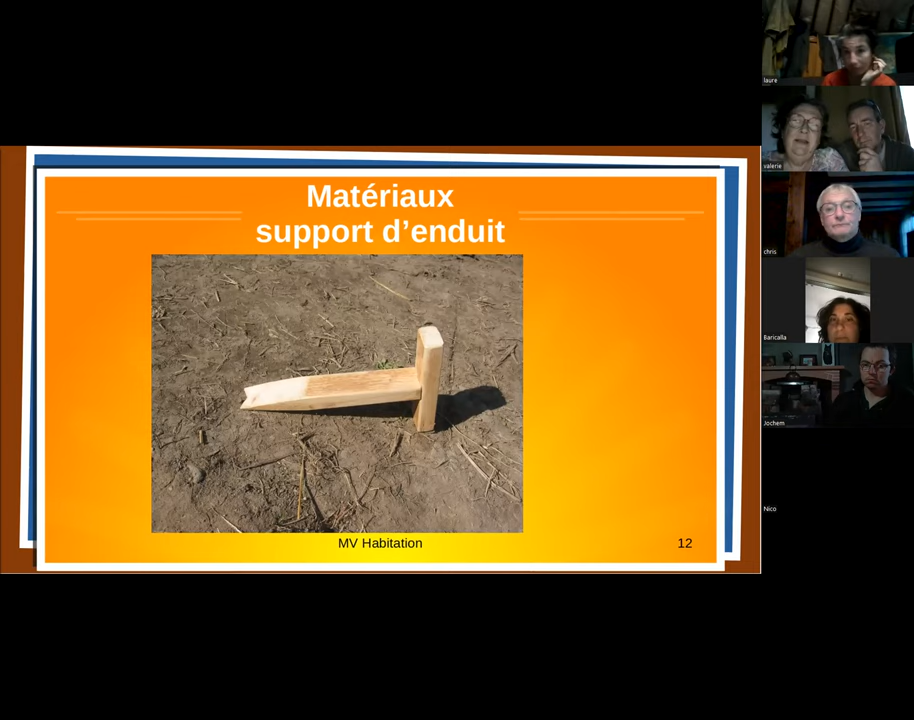 Matériaux
support d’enduit
MV Habitation
12
laure
valerie
chris
Baricalla
Jochem
Nico